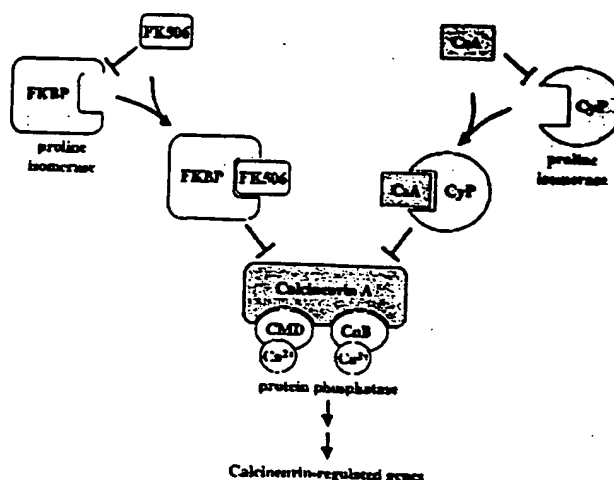 FK506
CsA
FKBP
CyP
proline
isomerase
proline
isomerase
FKBP
FK506
CsA
CyP
Calcineurin A
CMD
CnB
Ca2+
Ca2+
protein phosphatase
Calcineurin-regulated genes